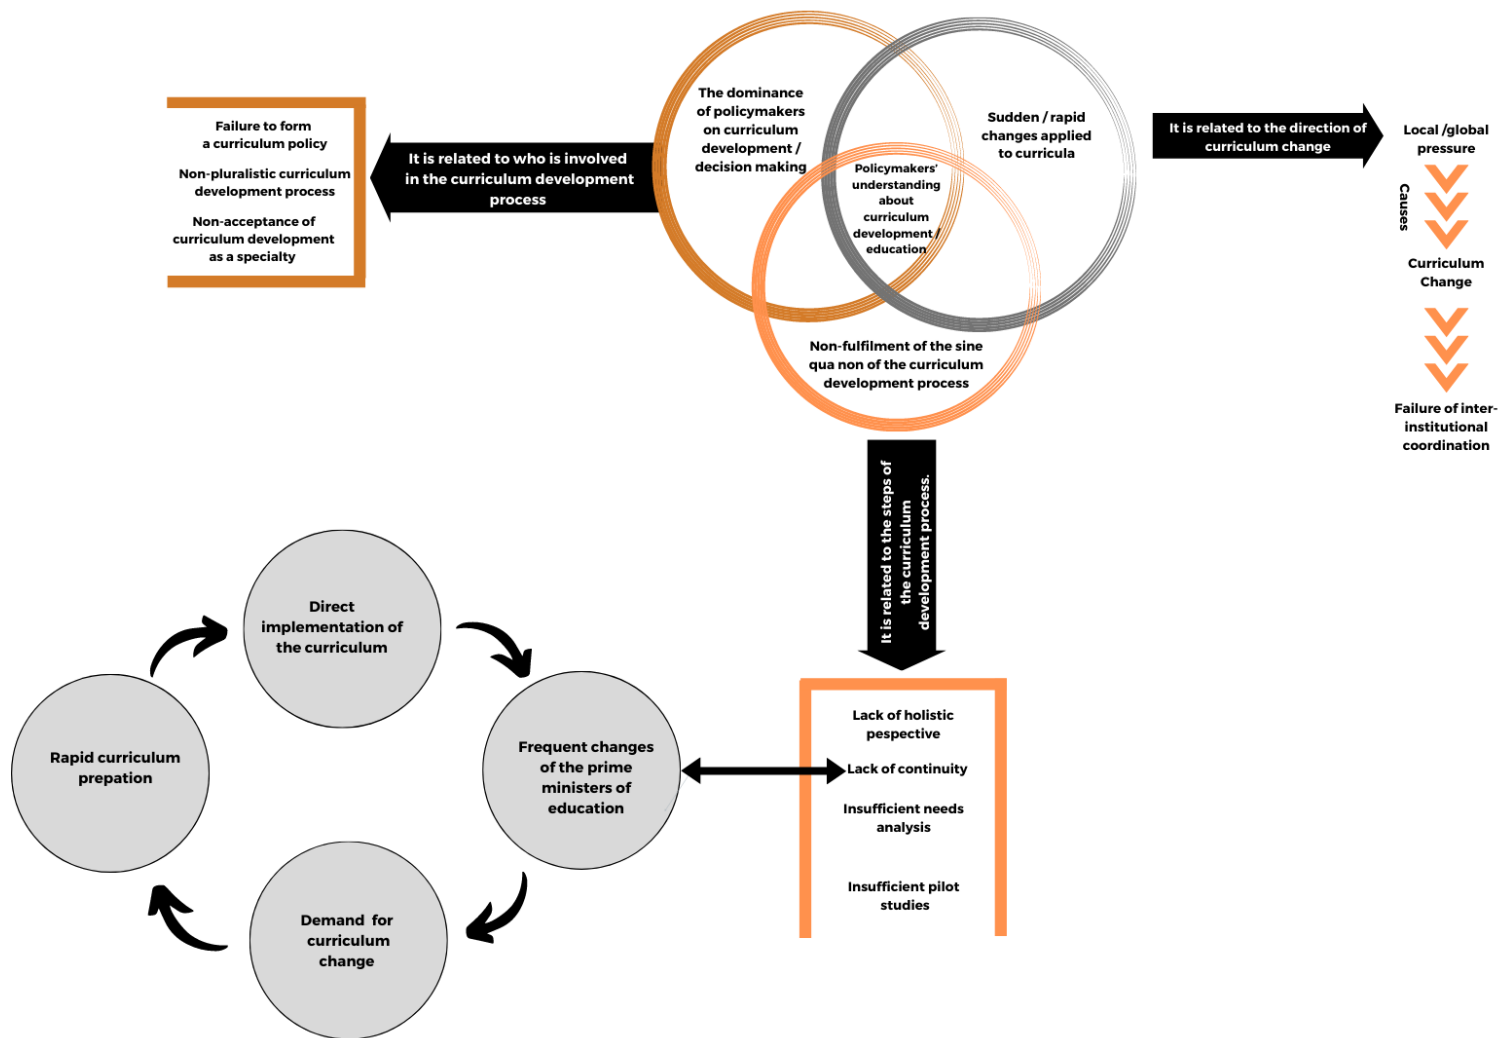 The dominance
of policymakers
on curriculum
development /
decision making
Sudden / rapid
changes applied
to curricula
Policymakers'
understanding
about
curriculum
development /
education
Non-fulfilment of the sine
qua non of the curriculum
development process
It is related to who is involved
in the curriculum development
process
Failure to form
a curriculum policy
Non-pluralistic curriculum
development process
Non-acceptance of
curriculum development
as a specialty
It is related to the direction of
curriculum change
Local /global
pressure
Causes
Curriculum
Change
Failure of inter-
institutional
coordination
It is related to the steps of
the curriculum
development process.
Lack of holistic
pespective
Lack of continuity
Insufficient needs
analysis
Insufficient pilot
studies
Direct
implementation of
the curriculum
Frequent changes
of the prime
ministers of
education
Demand for
curriculum
change
Rapid curriculum
prepation